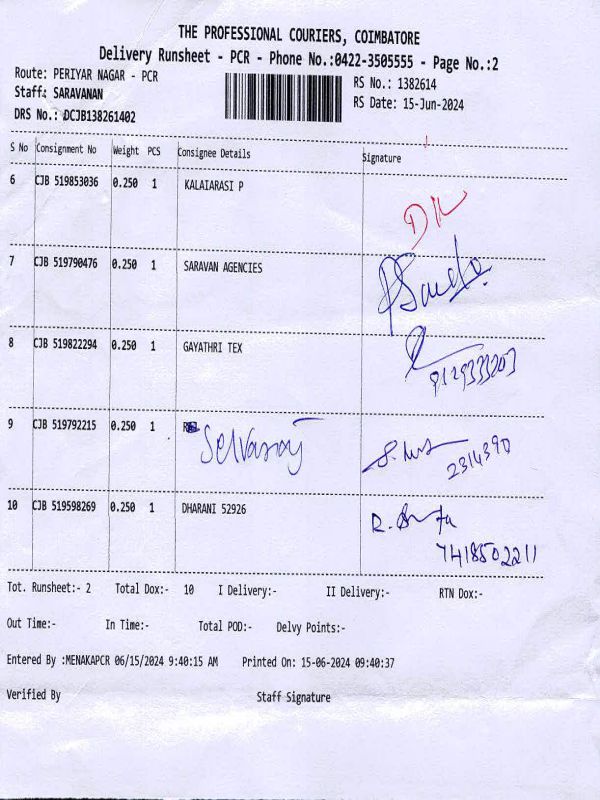 THE PROFESSIONAL COURIERS, COIMBATORE
Delivery Runsheet - PCR - Phone No.:0422-3505555 - Page No.:2
Route: PERIYAR NAGAR - PCR
RS No.: 1382614
Staff: SARAVANAN
RS Date: 15-Jun-2024
DRS No.: DCJB138261402
S No Consignment No Weight PCS Consignee Details Signature
6 CJB 519853036 0.250 1 KALAIARASI P
7 CJB 519790476 0.250 1 SARAVAN AGENCIES
8 CJB 519822294 0.250 1 GAYATHRI TEX
9 CJB 519792215 0.250 1 Selvaraj
2314390
10 CJB 519598269 0.250 1 DHARANI 52926
7418502211
Tot. Runsheet:- 2 Total Dox:- 10 I Delivery:- II Delivery:- RTN Dox:-
Out Time:- In Time:- Total POD:- Delvy Points:-
Entered By :MENAKAPCR 06/15/2024 9:40:15 AM Printed On: 15-06-2024 09:40:37
Verified By Staff Signature